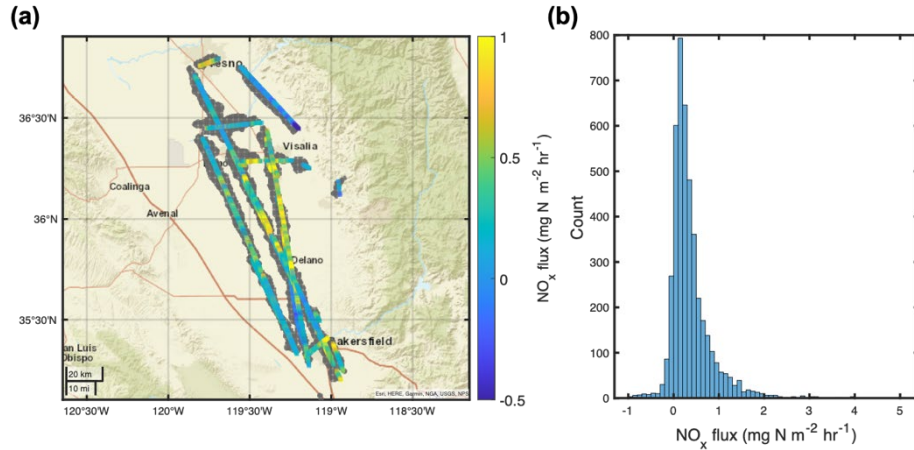 (a)
Fresno
36°30'N
Visalia
Coalinga
Avenal
36°N
Delano
35°30'N
akersfield
an Luis
Obispo
20 km
10 mi
Esri, HERE, Garmin, NGA, USGS, NPS
120°30'W
120°W
119°30'W
119°W
118°30'W
1
0.5
0
-0.5
NOx flux (mg N m-2 hr-1)
(b)
800
700
600
500
400
300
200
100
0
Count
-1
0
1
2
3
4
5
NOx flux (mg N m-2 hr-1)